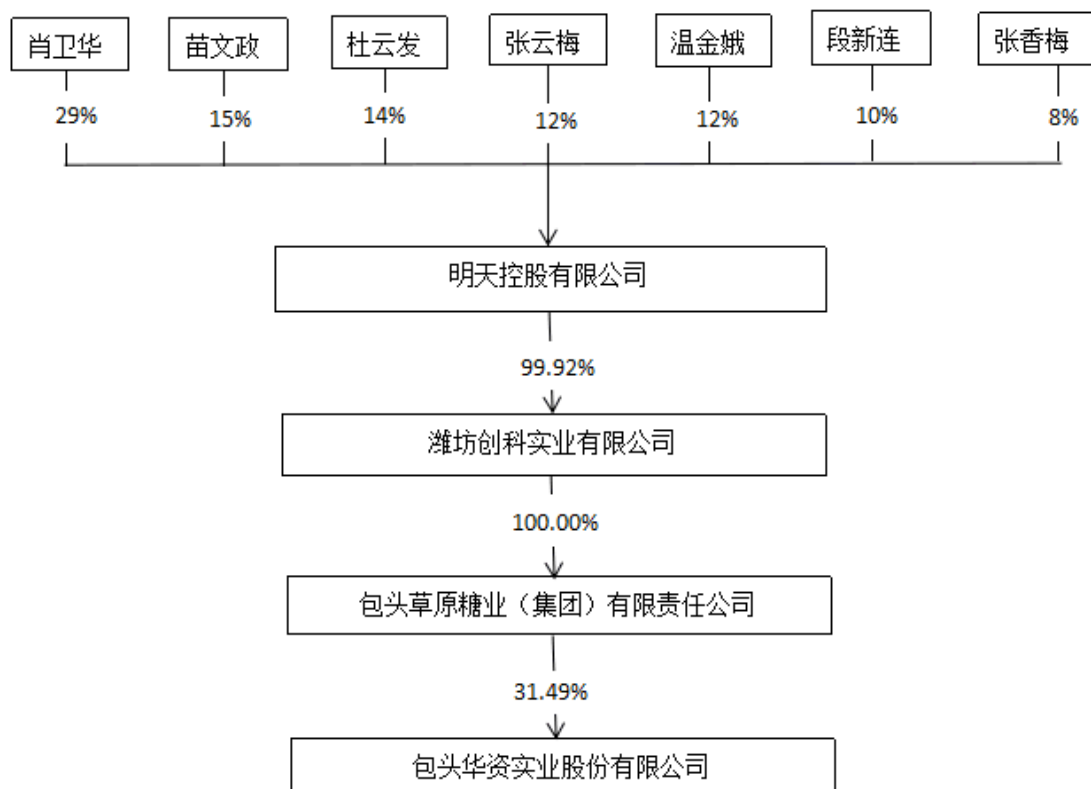 肖卫华 苗文政 杜云发 张云梅 温金娥 段新连 张香梅
29% 15% 14% 12% 12% 10% 8%
明天控股有限公司
99.92%
潍坊创科实业有限公司
100.00%
包头草原糖业（集团）有限责任公司
31.49%
包头华资实业股份有限公司